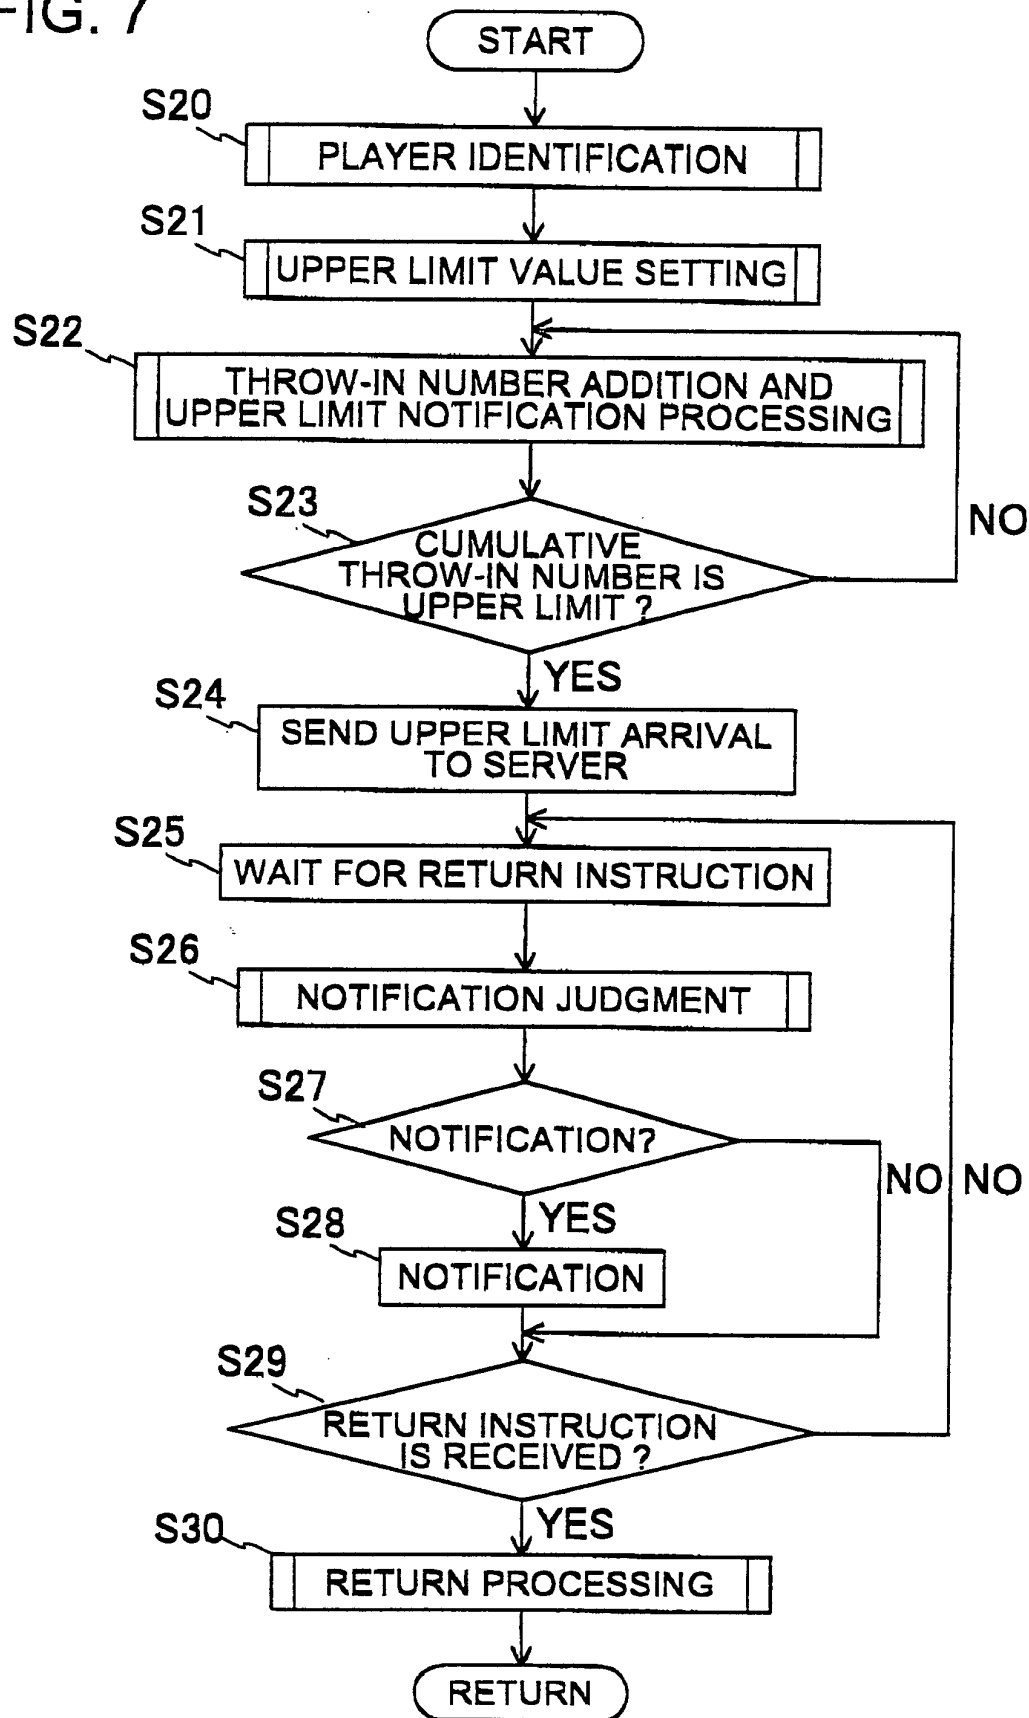 FIG. 7
START
S20
PLAYER IDENTIFICATION
S21
UPPER LIMIT VALUE SETTING
S22
THROW-IN NUMBER ADDITION AND
UPPER LIMIT NOTIFICATION PROCESSING
S23
CUMULATIVE
THROW-IN NUMBER IS
UPPER LIMIT ?
NO
YES
S24
SEND UPPER LIMIT ARRIVAL
TO SERVER
S25
WAIT FOR RETURN INSTRUCTION
S26
NOTIFICATION JUDGMENT
S27
NOTIFICATION?
NO
NO
YES
S28
NOTIFICATION
S29
RETURN INSTRUCTION
IS RECEIVED ?
YES
S30
RETURN PROCESSING
RETURN